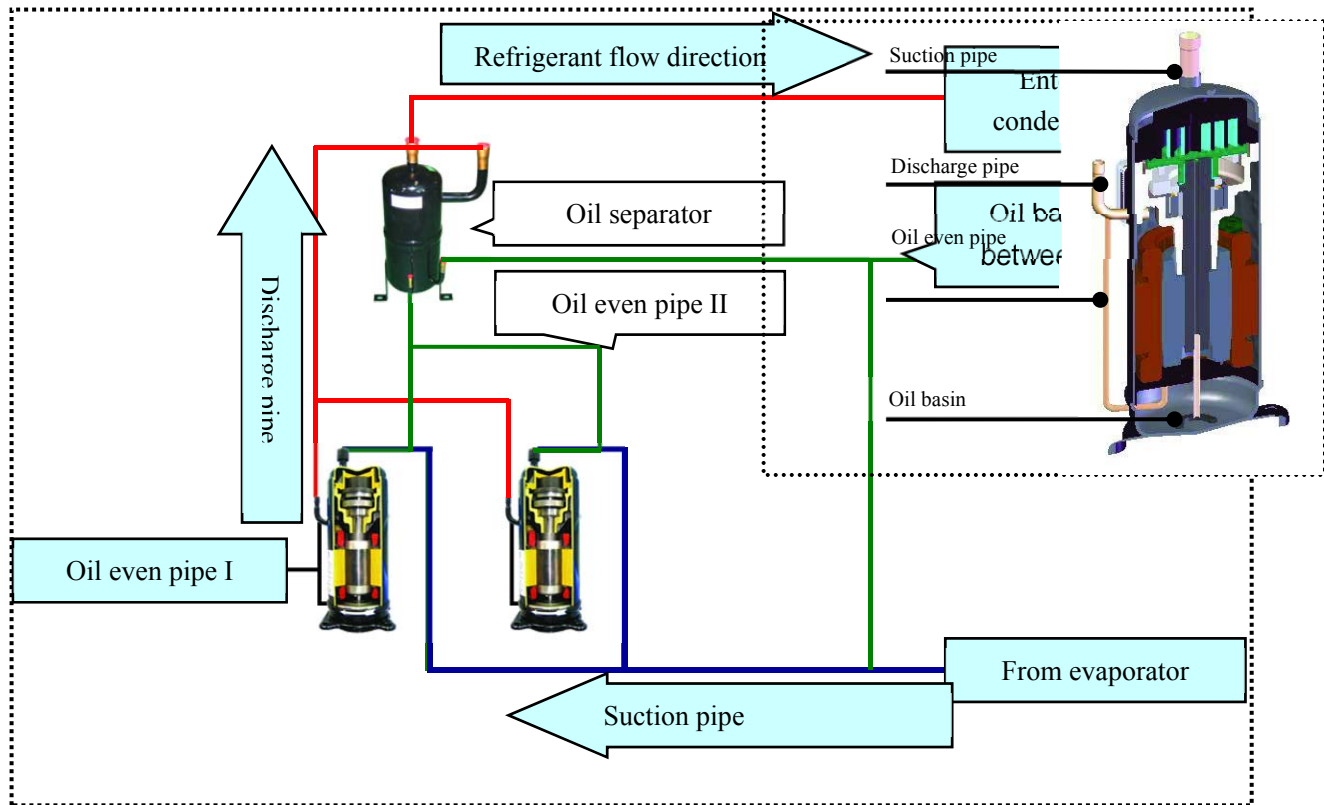 Refrigerant flow direction
Suction pipe
Discharge pipe
Oil even pipe
Oil separator
Oil even pipe II
Discharge pipe
Oil basin
Oil even pipe I
From evaporator
Suction pipe